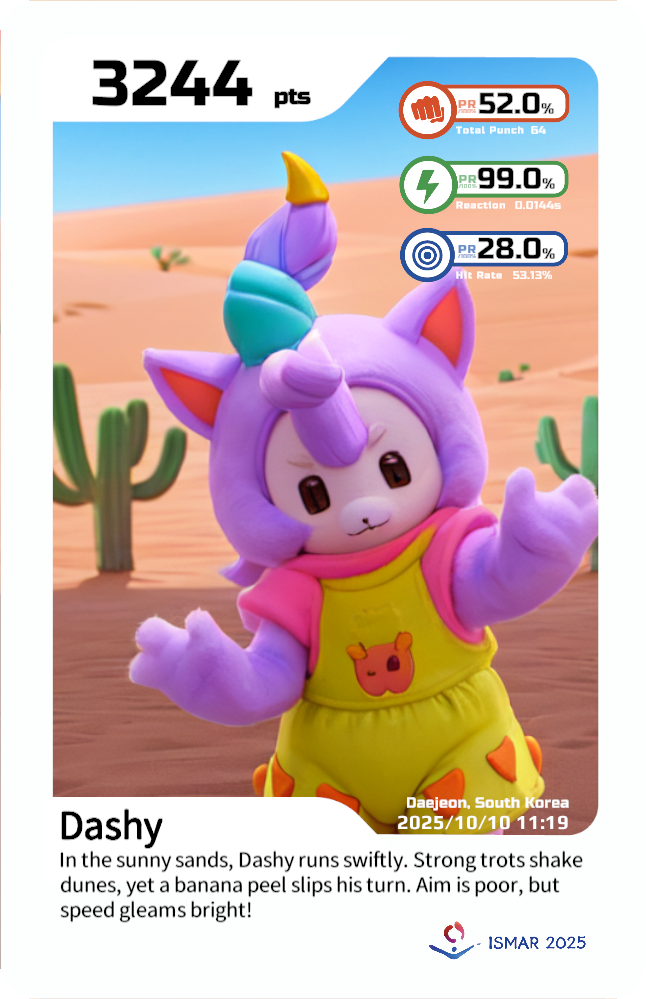 3244 pts
PR 52.0%
Total Punch 64
PR 99.0%
Reaction 0.0144s
PR 28.0%
Hit Rate 53.13%
Daejeon, South Korea
2025/10/10 11:19
Dashy
In the sunny sands, Dashy runs swiftly. Strong trots shake
dunes, yet a banana peel slips his turn. Aim is poor, but
speed gleams bright!
ISMAR 2025